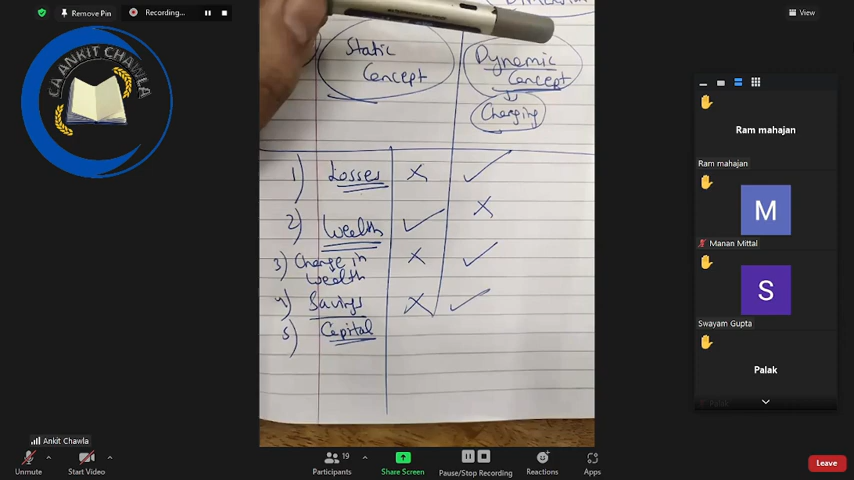 Remove Pin
Recording...
View
CA ANKIT CHAWLA
Static
Concept
Dynamic
Concept
Changing
1) Losses × ✓
2) Wealth ✓ ×
3) Change in
wealth × ✓
4) Savings × ✓
5) Capital
Ram mahajan
Ram mahajan
M
Manan Mittal
S
Swayam Gupta
Palak
Palak
Ankit Chawla
Unmute
Start Video
19
Participants
Share Screen
Pause/Stop Recording
Reactions
Apps
Leave